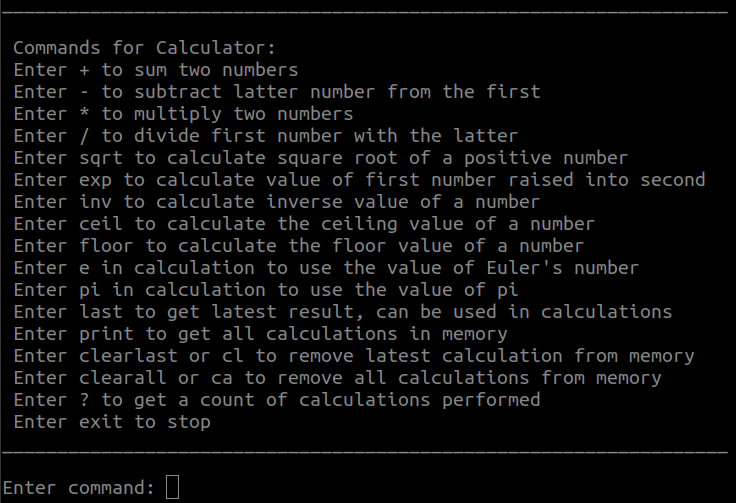 Commands for Calculator:
Enter + to sum two numbers
Enter - to subtract latter number from the first
Enter * to multiply two numbers
Enter / to divide first number with the latter
Enter sqrt to calculate square root of a positive number
Enter exp to calculate value of first number raised into second
Enter inv to calculate inverse value of a number
Enter ceil to calculate the ceiling value of a number
Enter floor to calculate the floor value of a number
Enter e in calculation to use the value of Euler's number
Enter pi in calculation to use the value of pi
Enter last to get latest result, can be used in calculations
Enter print to get all calculations in memory
Enter clearlast or cl to remove latest calculation from memory
Enter clearall or ca to remove all calculations from memory
Enter ? to get a count of calculations performed
Enter exit to stop
Enter command: